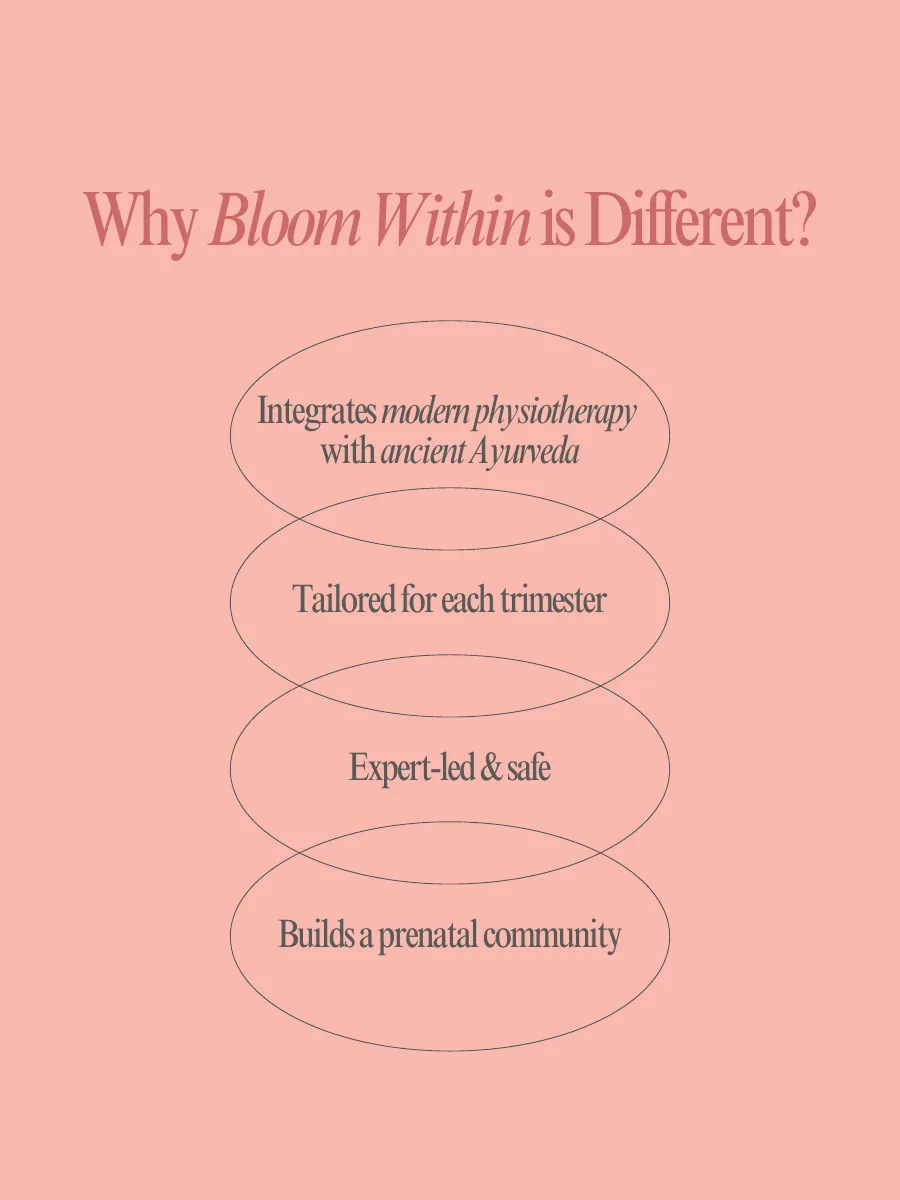 Why Bloom Within is Different?
Integrates modern physiotherapy
with ancient Ayurveda
Tailored for each trimester
Expert-led & safe
Builds a prenatal community